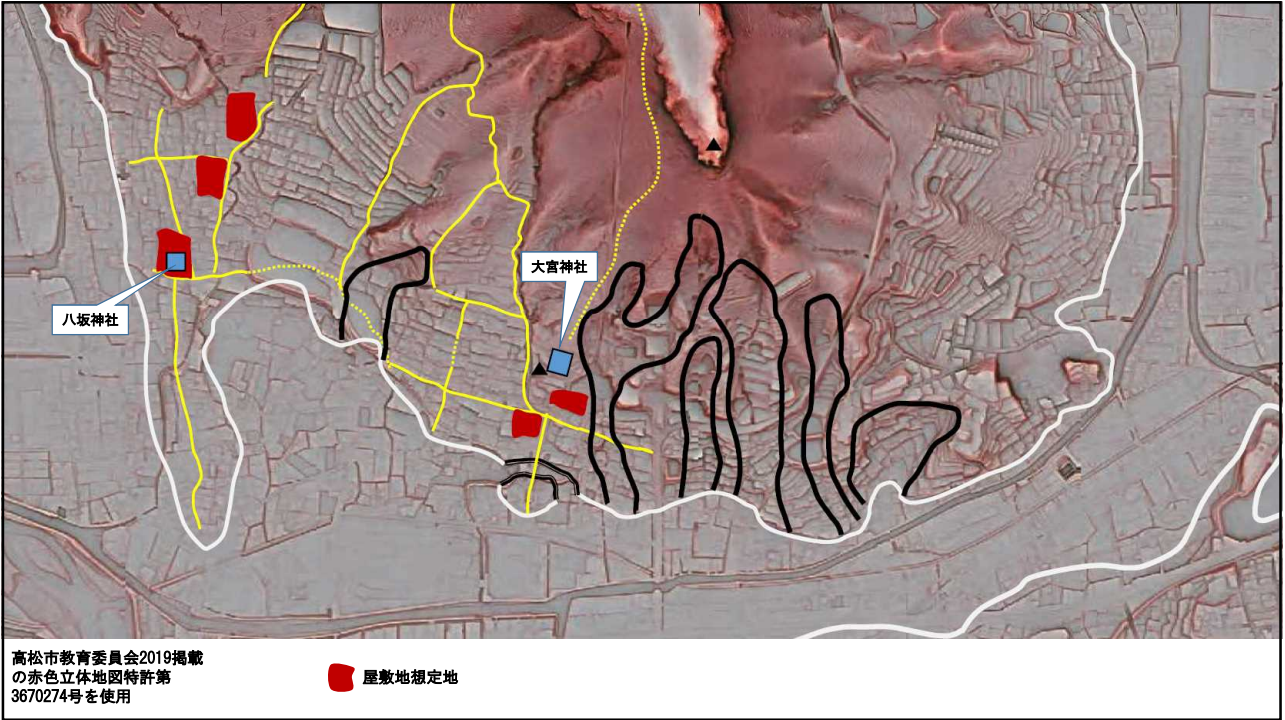 大宮神社
八坂神社
高松市教育委員会2019掲載
の赤色立体地図特許第
3670274号を使用
屋敷地想定地